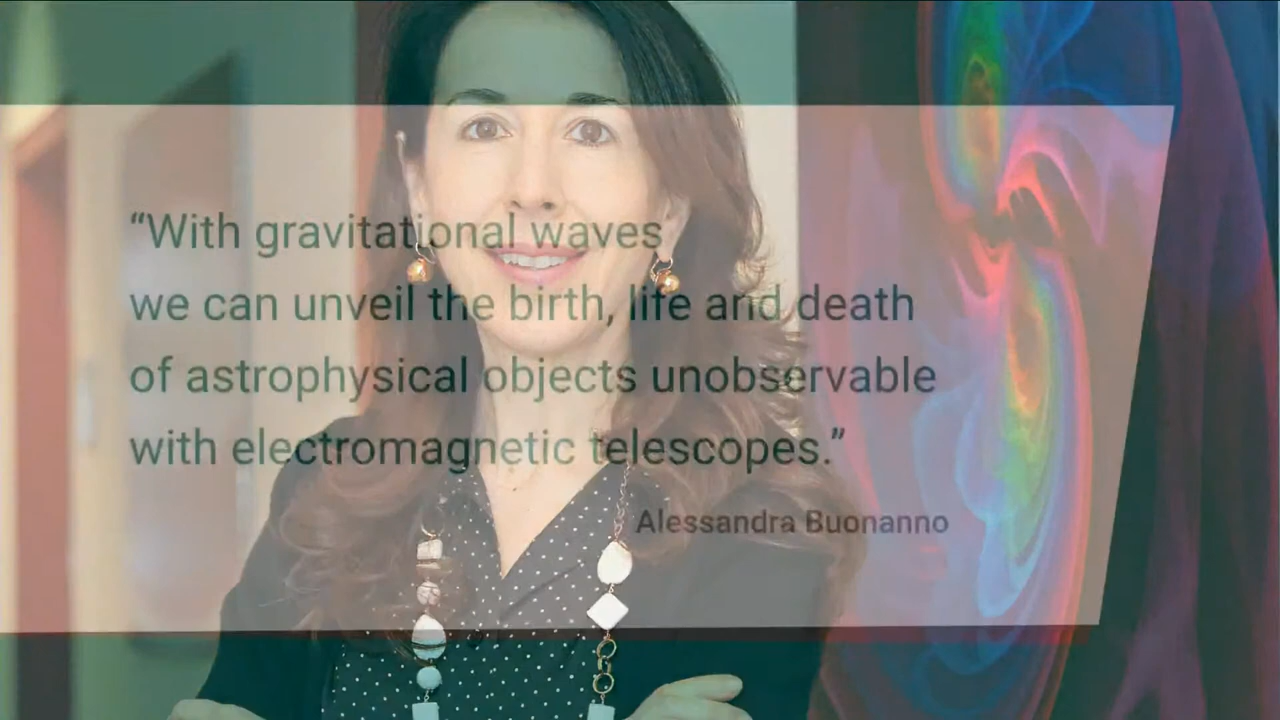 “With gravitational waves
we can unveil the birth, life and death
of astrophysical objects unobservable
with electromagnetic telescopes.”
Alessandra Buonanno